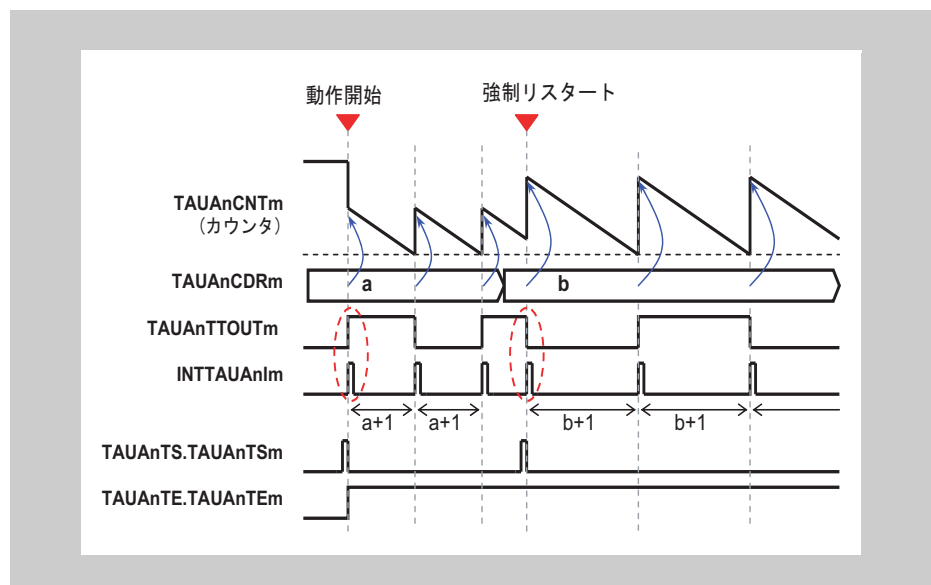 動作開始
強制リスタート
TAUAnCNTm
(カウンタ)
TAUAnCDRm
a
b
TAUAnTTOUTm
INTTAUAnIm
a+1
a+1
b+1
b+1
TAUAnTS.TAUAnTSm
TAUAnTE.TAUAnTEm